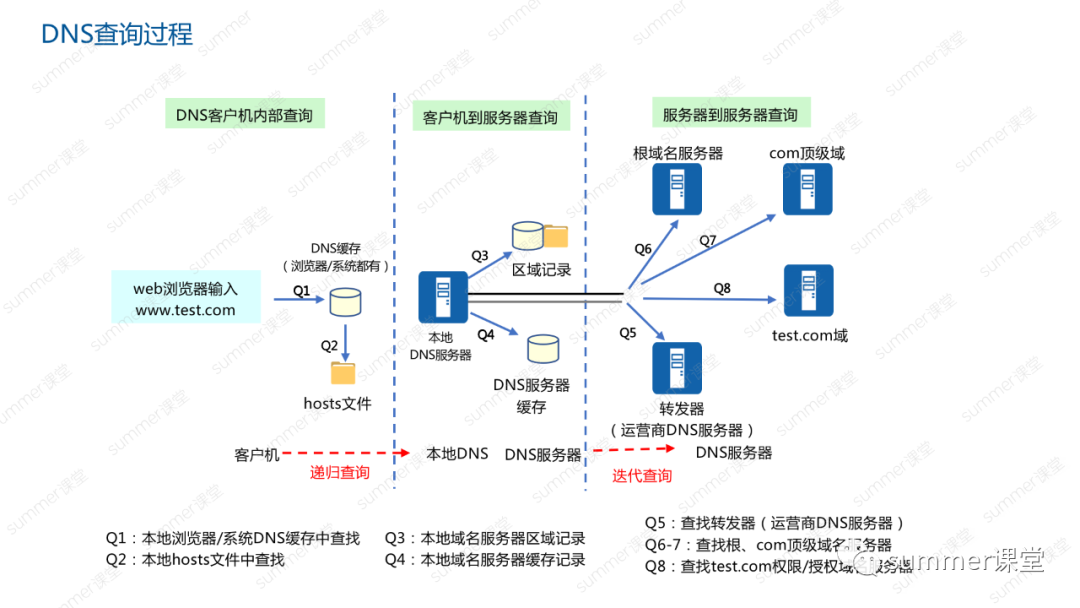 DNS查询过程
DNS客户机内部查询
客户机到服务器查询
服务器到服务器查询
根域名服务器
com顶级域
DNS缓存
（浏览器/系统都有）
web浏览器输入
www.test.com
Q1
Q2
hosts文件
Q3
区域记录
本地
DNS服务器
Q4
DNS服务器
缓存
Q6
Q7
Q8
test.com域
Q5
转发器
（运营商DNS服务器）
客户机
递归查询
本地DNS
DNS服务器
迭代查询
DNS服务器
Q1：本地浏览器/系统DNS缓存中查找
Q2：本地hosts文件中查找
Q3：本地域名服务器区域记录
Q4：本地域名服务器缓存记录
Q5：查找转发器（运营商DNS服务器）
Q6-7：查找根、com顶级域名服务器
Q8：查找test.com权限/授权域服务器
summer课堂